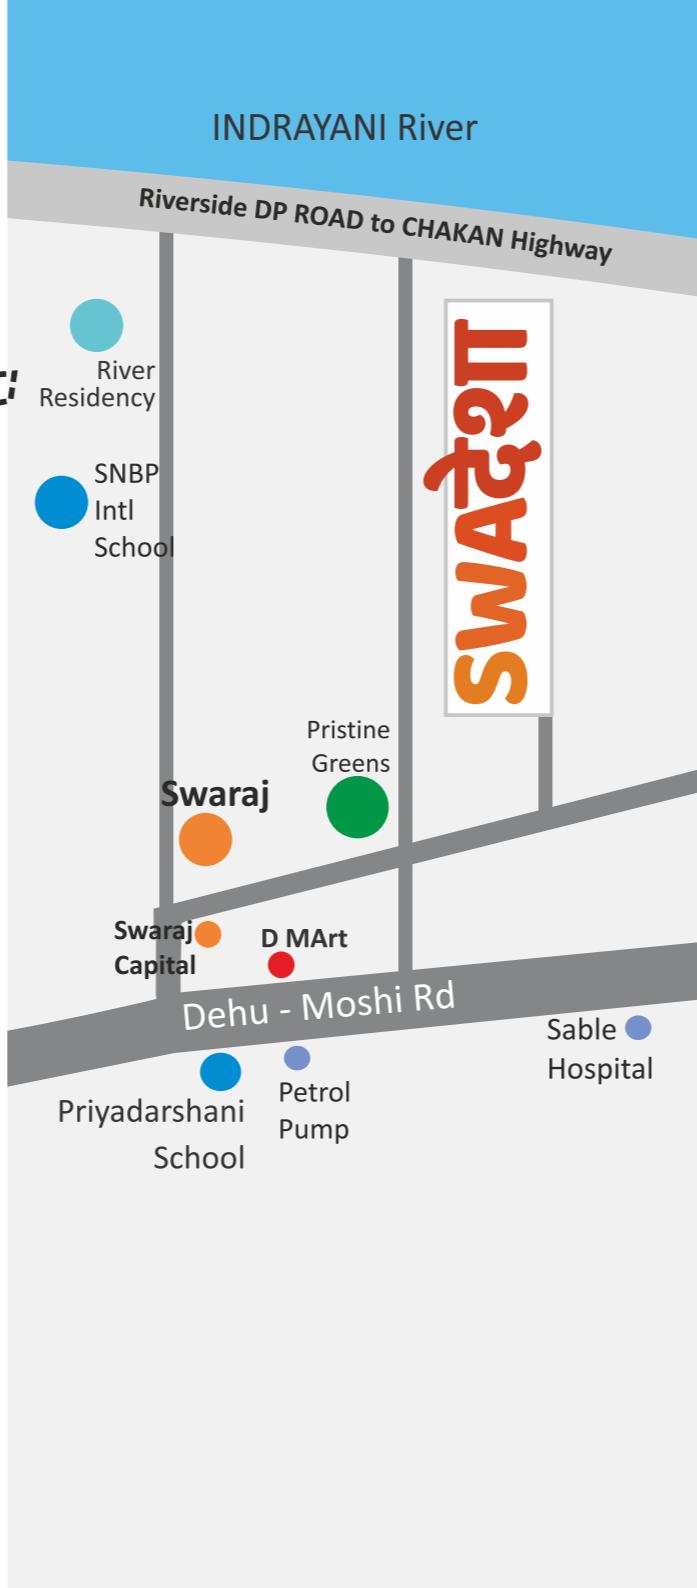 INDRAYANI River
Riverside DP ROAD to CHAKAN Highway
River
Residency
SNBP
Intl
School
SWAदेशा
Pristine
Greens
Swaraj
Swaraj
Capital
D MArt
Dehu - Moshi Rd
Sable
Hospital
Petrol
Pump
Priyadarshani
School